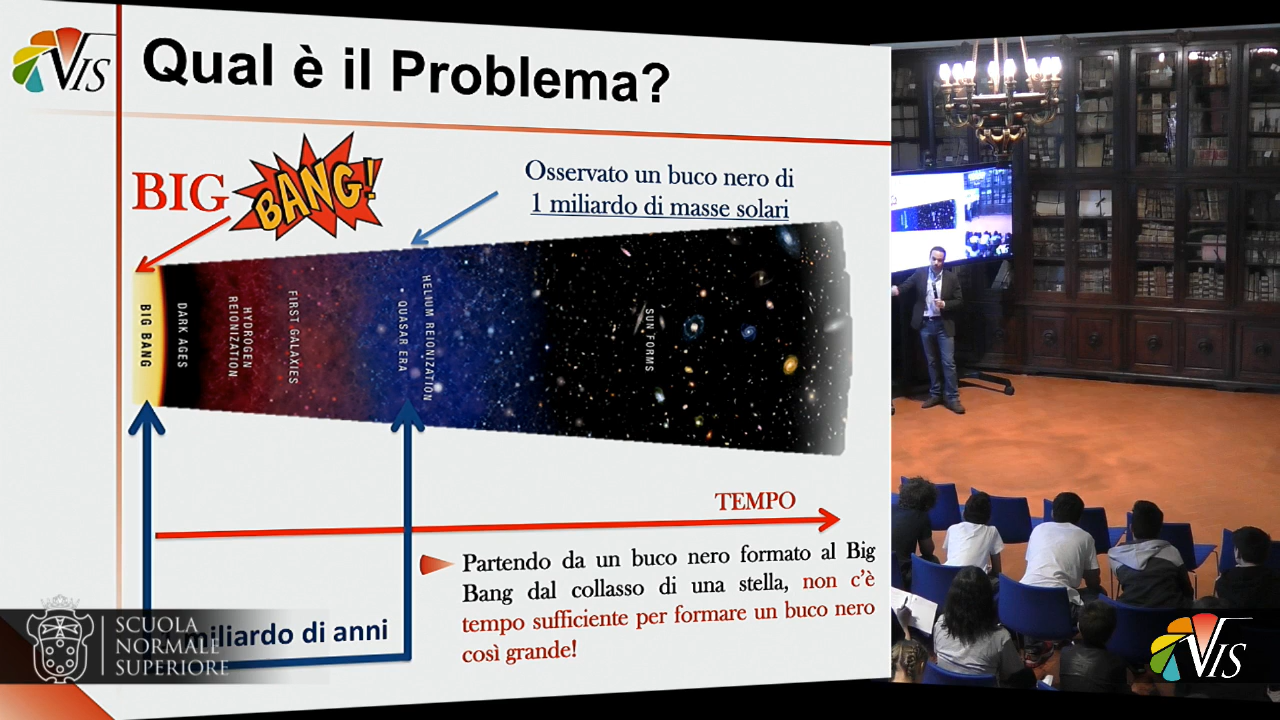 VIS
Qual è il Problema?
BIG
BANG!
Osservato un buco nero di
1 miliardo di masse solari
BIG BANG
DARK AGES
HYDROGEN
REIONIZATION
FIRST GALAXIES
HELIUM REIONIZATION
• QUASAR ERA
SUN FORMS
TEMPO
Partendo da un buco nero formato al Big
Bang dal collasso di una stella, non c'è
tempo sufficiente per formare un buco nero
così grande!
miliardo di anni
SCUOLA
NORMALE
SUPERIORE
VIS